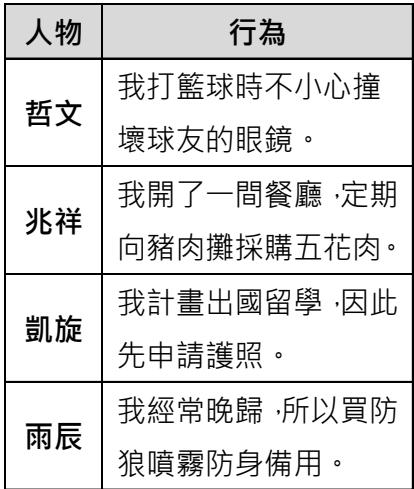 人物 行為
哲文 我打籃球時不小心撞
壞球友的眼鏡。
兆祥 我開了一間餐廳,定期
向豬肉攤採購五花肉。
凱旋 我計畫出國留學,因此
先申請護照。
雨辰 我經常晚歸,所以買防
狼噴霧防身備用。